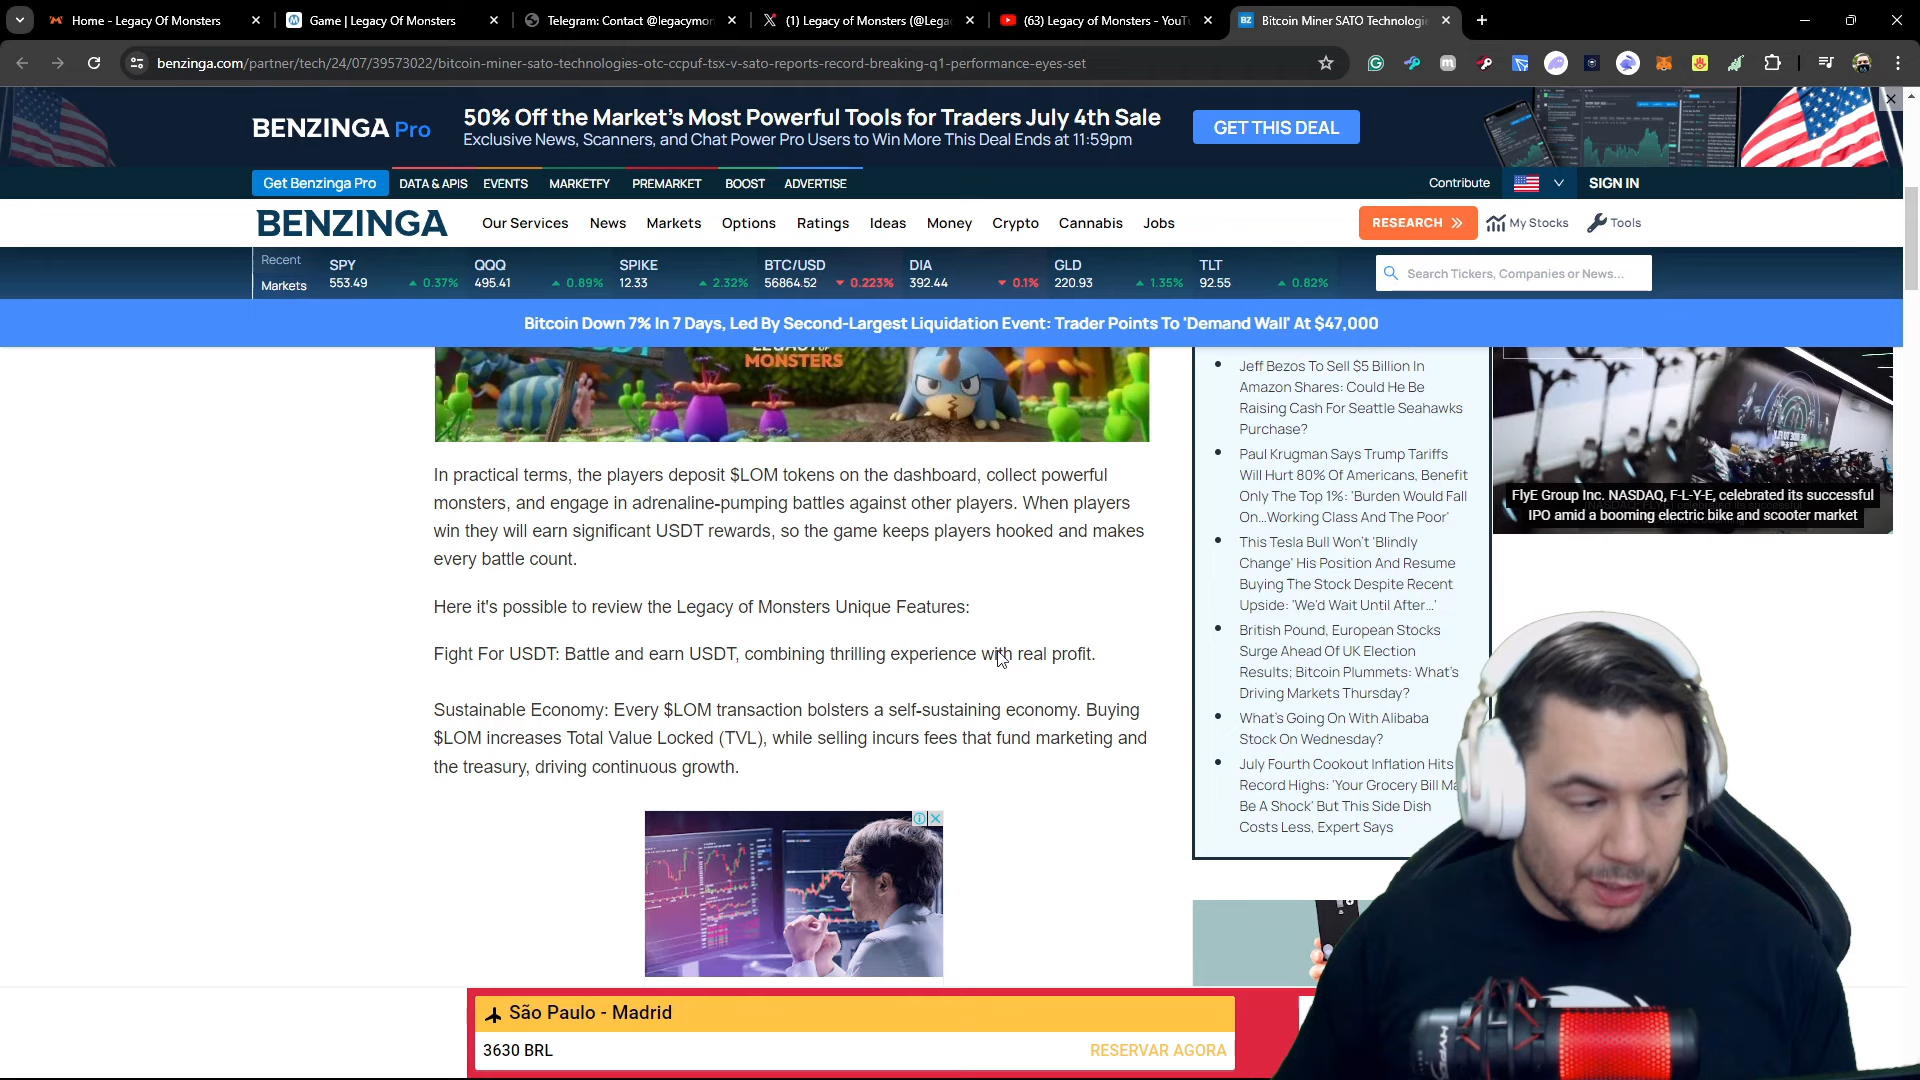 Home - Legacy Of Monsters
Game | Legacy Of Monsters
Telegram: Contact @legacymon
(1) Legacy of Monsters (@Lega
(63) Legacy of Monsters - YouTu
BZ
Bitcoin Miner SATO Technologie
benzinga.com/partner/tech/24/07/39573022/bitcoin-miner-sato-technologies-otc-ccpuf-tsx-v-sato-reports-record-breaking-q1-performance-eyes-set
BENZINGA Pro
50% Off the Market's Most Powerful Tools for Traders July 4th Sale
Exclusive News, Scanners, and Chat Power Pro Users to Win More This Deal Ends at 11:59pm
GET THIS DEAL
Get Benzinga Pro
DATA & APIS
EVENTS
MARKETFY
PREMARKET
BOOST
ADVERTISE
Contribute
SIGN IN
BENZINGA
Our Services
News
Markets
Options
Ratings
Ideas
Money
Crypto
Cannabis
Jobs
RESEARCH
My Stocks
Tools
Recent
Markets
SPY
553.49
0.37%
QQQ
495.41
0.89%
SPIKE
12.33
2.32%
BTC/USD
56864.52
0.223%
DIA
392.44
0.1%
GLD
220.93
1.35%
TLT
92.55
0.82%
Search Tickers, Companies or News...
Bitcoin Down 7% In 7 Days, Led By Second-Largest Liquidation Event: Trader Points To 'Demand Wall' At $47,000
MONSTERS
In practical terms, the players deposit $LOM tokens on the dashboard, collect powerful
monsters, and engage in adrenaline-pumping battles against other players. When players
win they will earn significant USDT rewards, so the game keeps players hooked and makes
every battle count.
Here it's possible to review the Legacy of Monsters Unique Features:
Fight For USDT: Battle and earn USDT, combining thrilling experience with real profit.
Sustainable Economy: Every $LOM transaction bolsters a self-sustaining economy. Buying
$LOM increases Total Value Locked (TVL), while selling incurs fees that fund marketing and
the treasury, driving continuous growth.
Jeff Bezos To Sell $5 Billion In
Amazon Shares: Could He Be
Raising Cash For Seattle Seahawks
Purchase?
Paul Krugman Says Trump Tariffs
Will Hurt 80% Of Americans, Benefit
Only The Top 1%: 'Burden Would Fall
On...Working Class And The Poor'
This Tesla Bull Won't 'Blindly
Change' His Position And Resume
Buying The Stock Despite Recent
Upside: 'We'd Wait Until After...'
British Pound, European Stocks
Surge Ahead Of UK Election
Results; Bitcoin Plummets: What's
Driving Markets Thursday?
What's Going On With Alibaba
Stock On Wednesday?
July Fourth Cookout Inflation Hits
Record Highs: 'Your Grocery Bill Ma
Be A Shock' But This Side Dish
Costs Less, Expert Says
FlyE Group Inc. NASDAQ, F-L-Y-E, celebrated its successful
IPO amid a booming electric bike and scooter market
São Paulo - Madrid
3630 BRL
RESERVAR AGORA